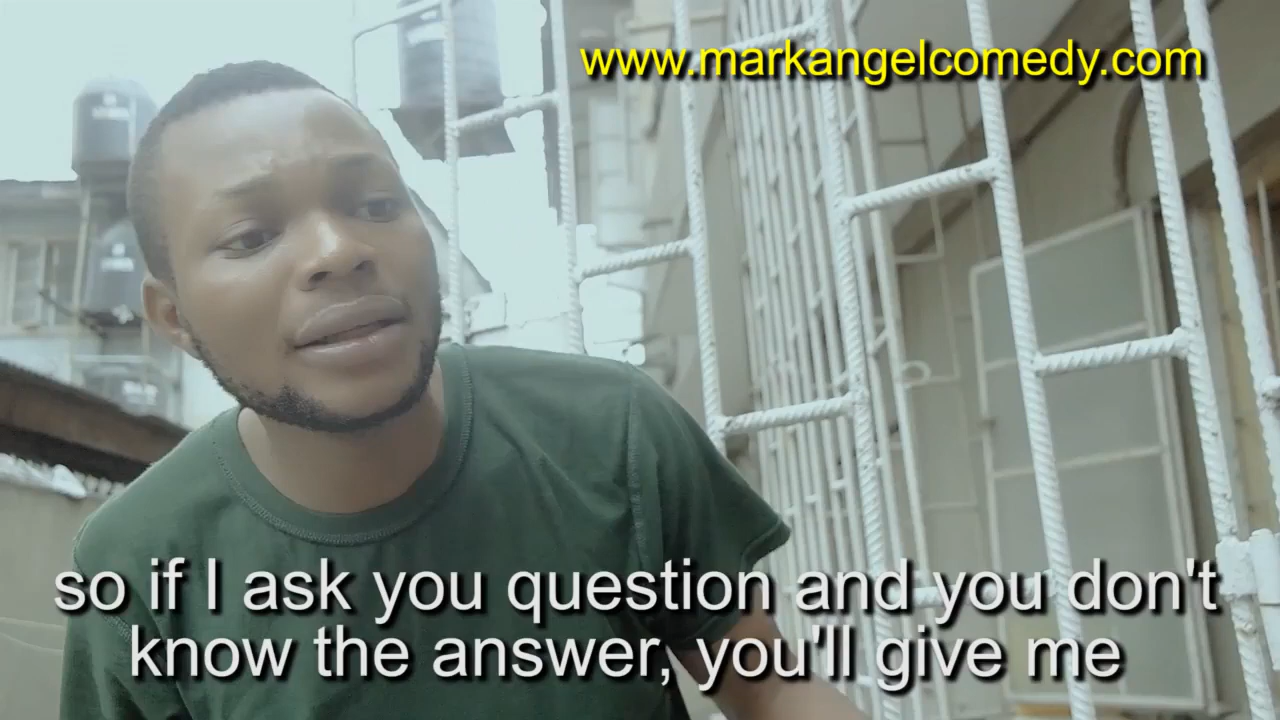 www.markangelcomedy.com
so if I ask you question and you don't
know the answer, you'll give me